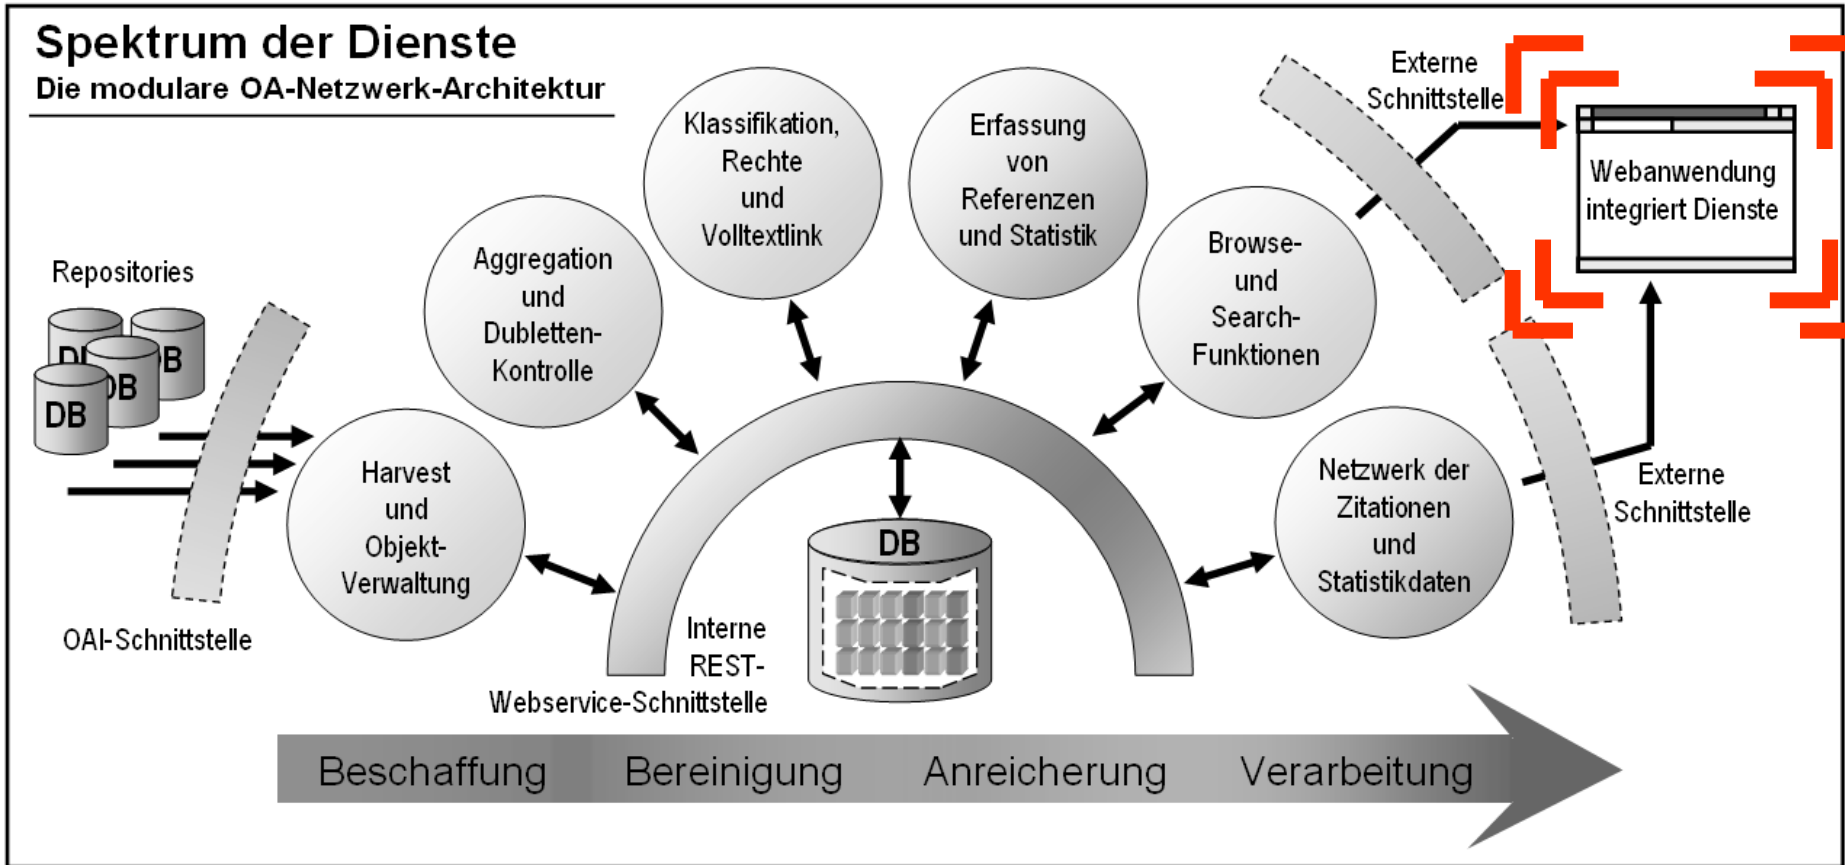 Spektrum der Dienste
Die modulare OA-Netzwerk-Architektur
Repositories
DB
DB
DB
DB
OAI-Schnittstelle
Harvest
und
Objekt-
Verwaltung
Aggregation
und
Dubletten-
Kontrolle
Klassifikation,
Rechte
und
Volltextlink
Erfassung
von
Referenzen
und Statistik
Browse-
und
Search-
Funktionen
Netzwerk der
Zitationen
und
Statistikdaten
Externe
Schnittstelle
Webanwendung
integriert Dienste
Externe
Schnittstelle
DB
Interne
REST-
Webservice-Schnittstelle
Beschaffung
Bereinigung
Anreicherung
Verarbeitung